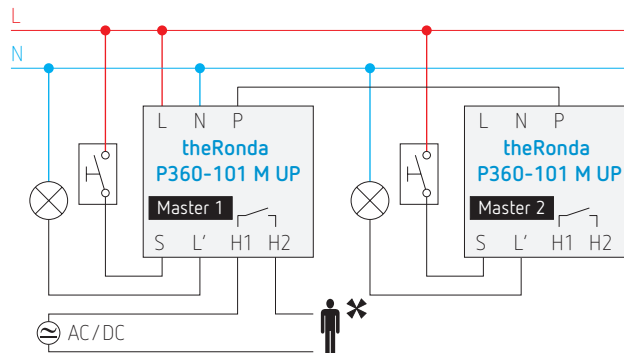 L
N
L N P
theRonda
P360-101 M UP
Master 1
S L’ H1 H2
L N P
theRonda
P360-101 M UP
Master 2
S L’ H1 H2
AC/DC